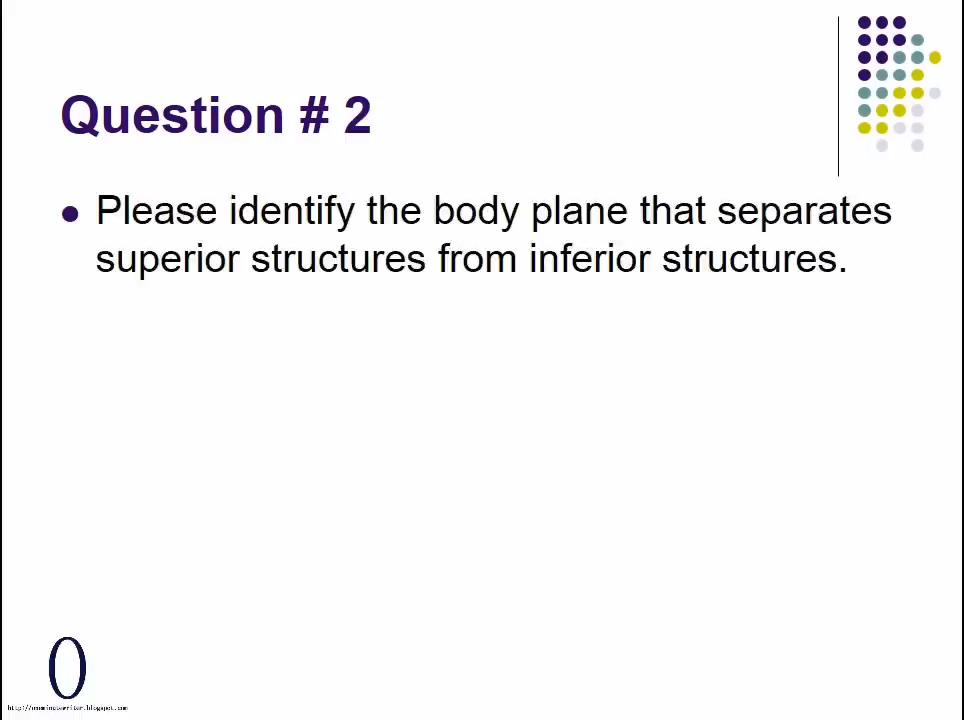 Question # 2
Please identify the body plane that separates
superior structures from inferior structures.
0